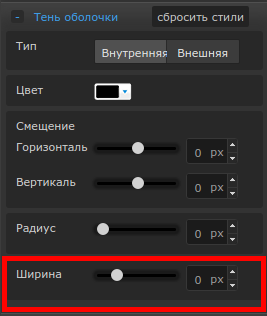 - Тень оболочки сбросить стили
Тип Внутренняя Внешняя
Цвет
Смещение
Горизонталь 0 px
Вертикаль 0 px
Радиус 0 px
Ширина 0 px